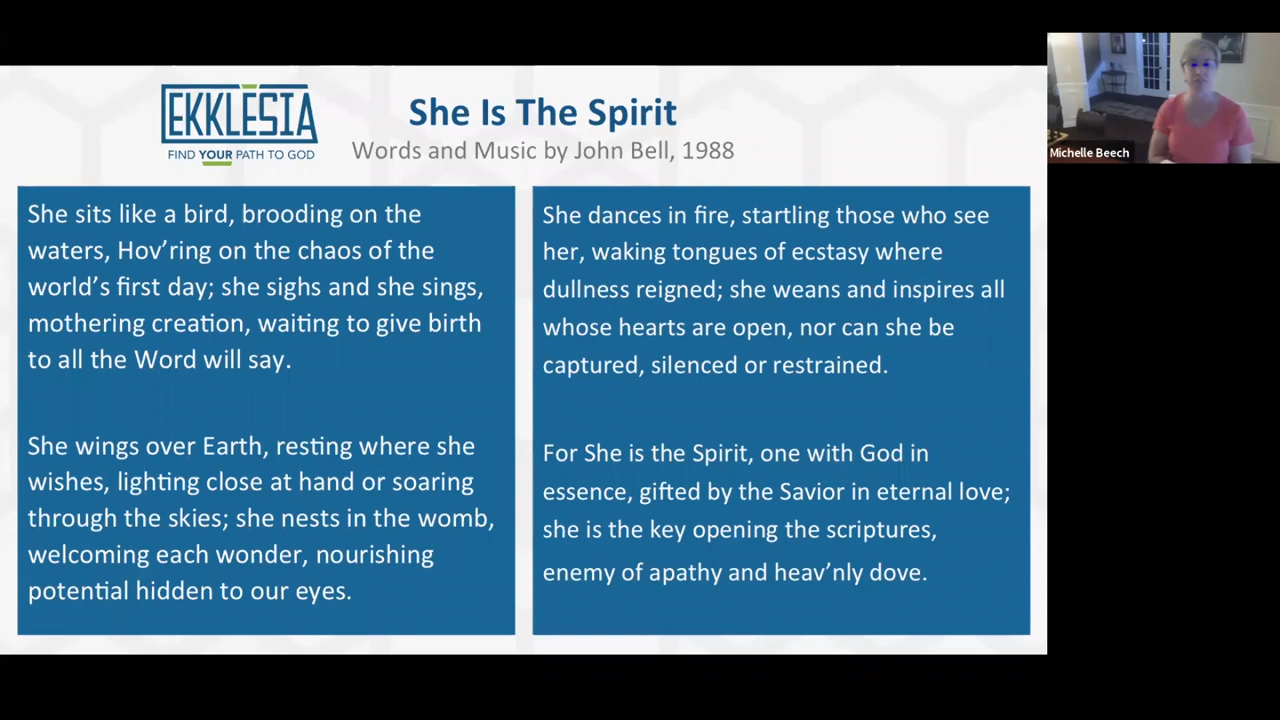 EKKLESIA
FIND YOUR PATH TO GOD
She Is The Spirit
Words and Music by John Bell, 1988
She sits like a bird, brooding on the
waters, Hov’ring on the chaos of the
world’s first day; she sighs and she sings,
mothering creation, waiting to give birth
to all the Word will say.
She wings over Earth, resting where she
wishes, lighting close at hand or soaring
through the skies; she nests in the womb,
welcoming each wonder, nourishing
potential hidden to our eyes.
She dances in fire, startling those who see
her, waking tongues of ecstasy where
dullness reigned; she weans and inspires all
whose hearts are open, nor can she be
captured, silenced or restrained.
For She is the Spirit, one with God in
essence, gifted by the Savior in eternal love;
she is the key opening the scriptures,
enemy of apathy and heav’nly dove.
Michelle Beech